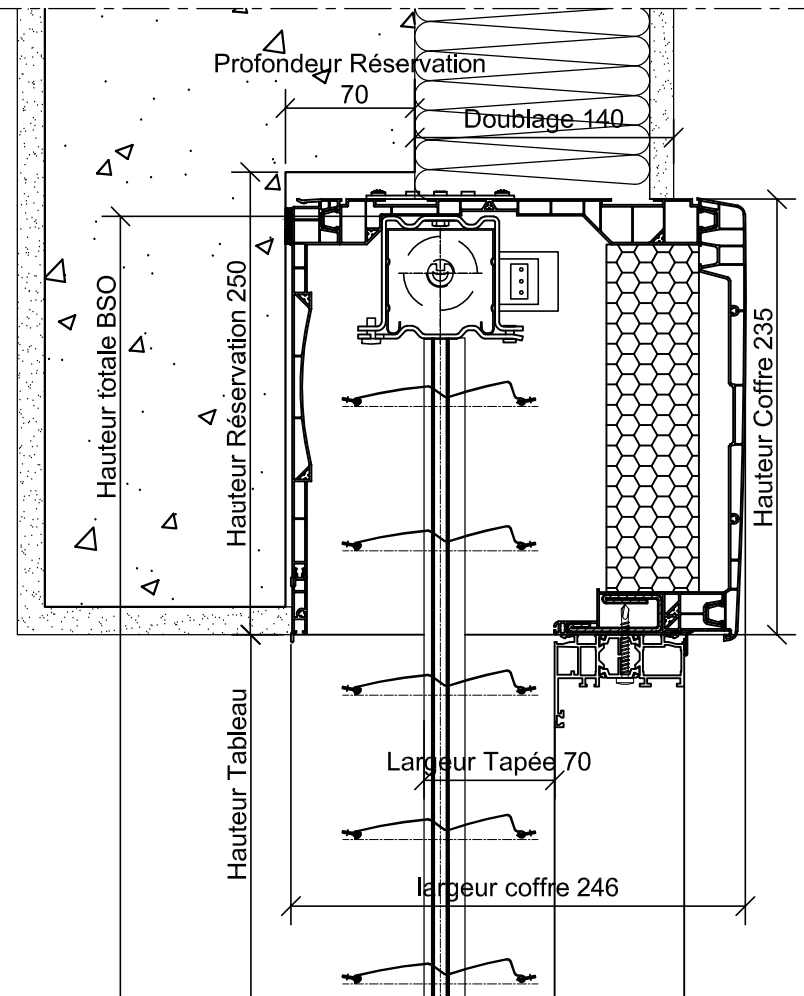 Profondeur Réservation
70
Doublage 140
Hauteur totale BSO
Hauteur Réservation 250
Hauteur Coffre 235
Hauteur Tableau
Largeur Tapée 70
largeur coffre 246